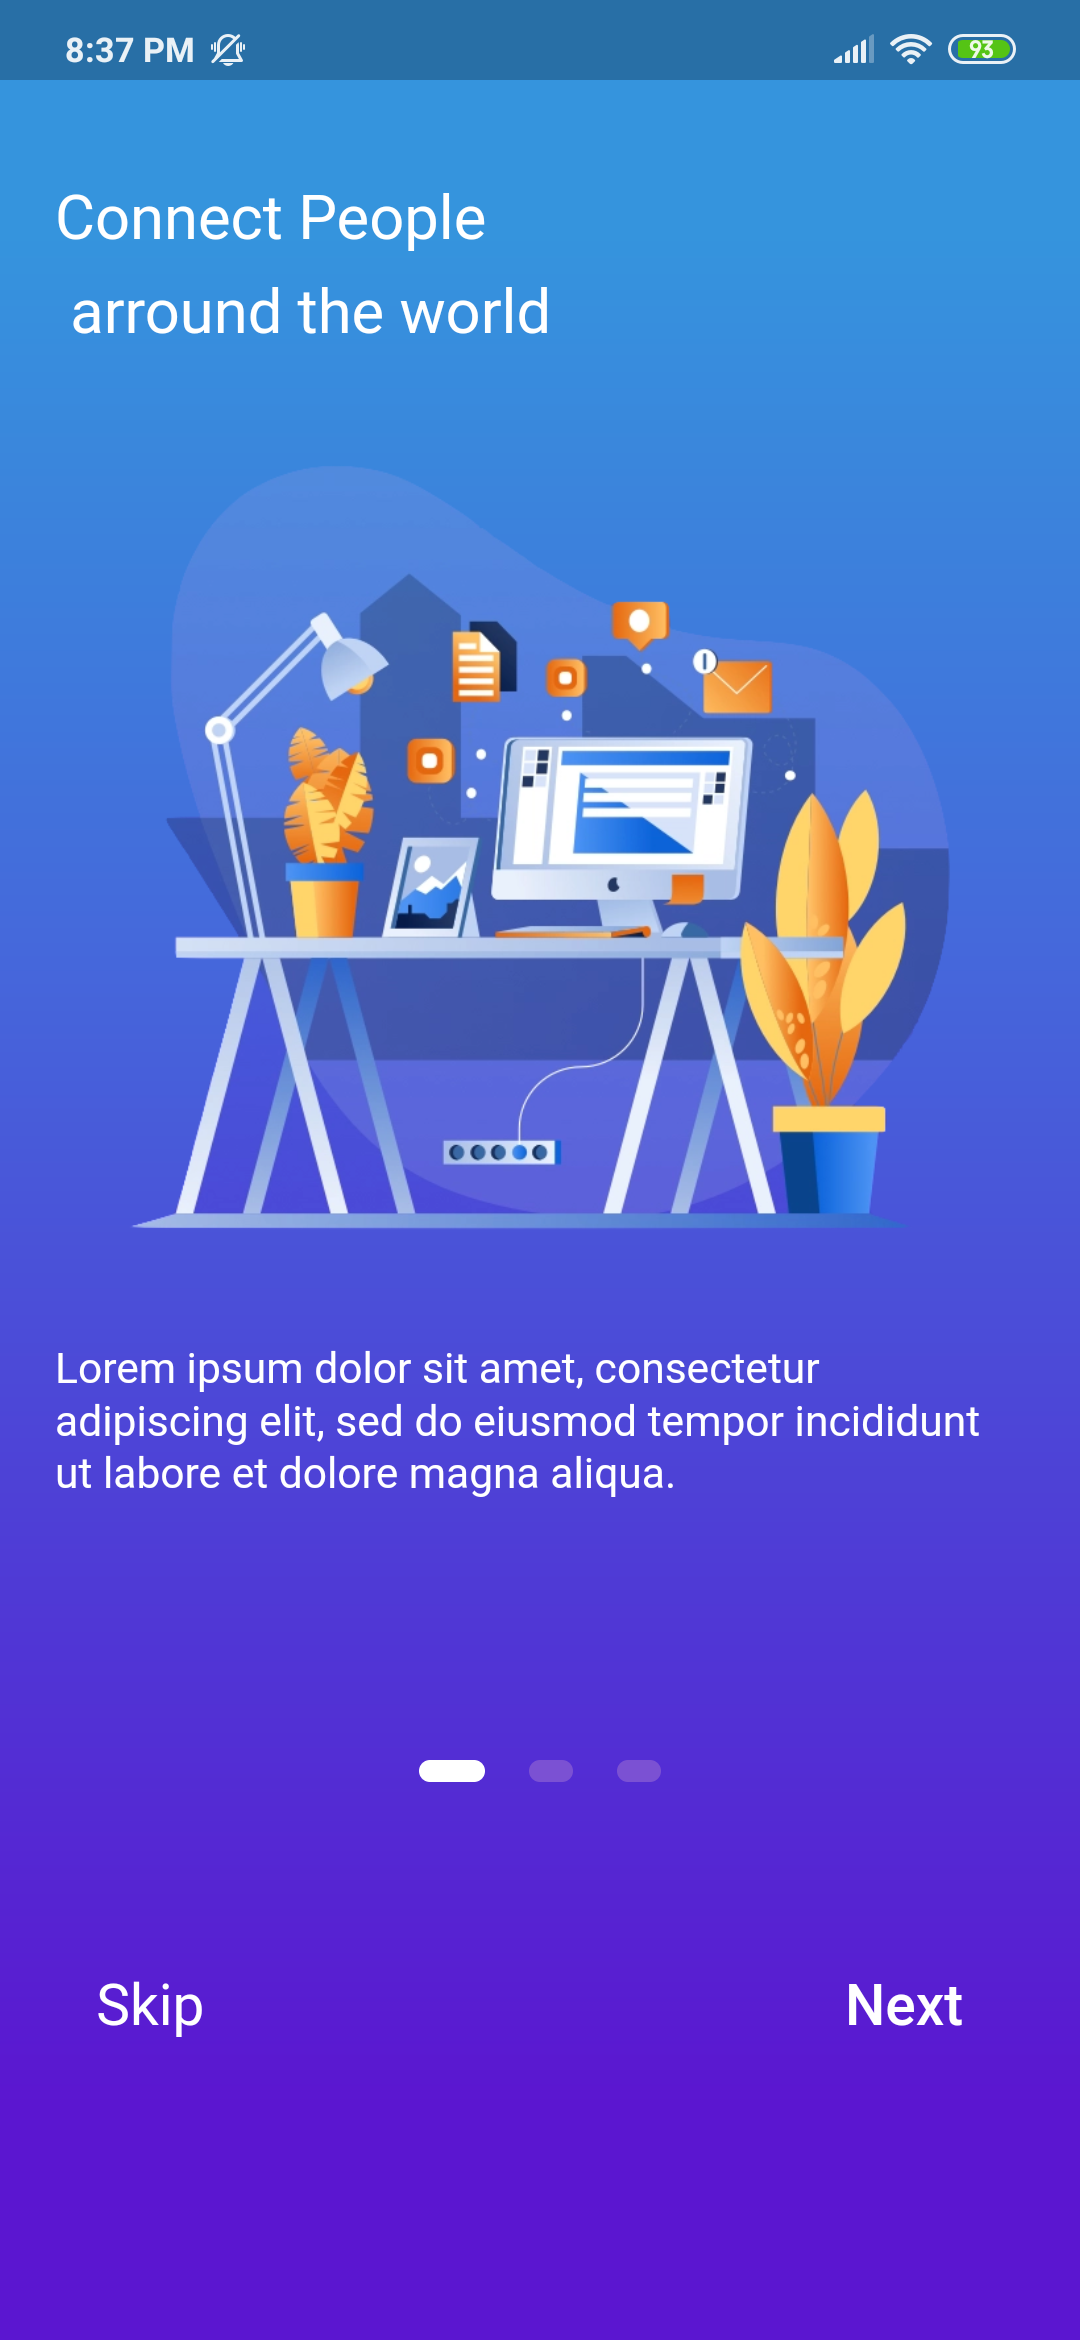 8:37 PM
93
Connect People
arround the world
Lorem ipsum dolor sit amet, consectetur
adipiscing elit, sed do eiusmod tempor incididunt
ut labore et dolore magna aliqua.
Skip
Next